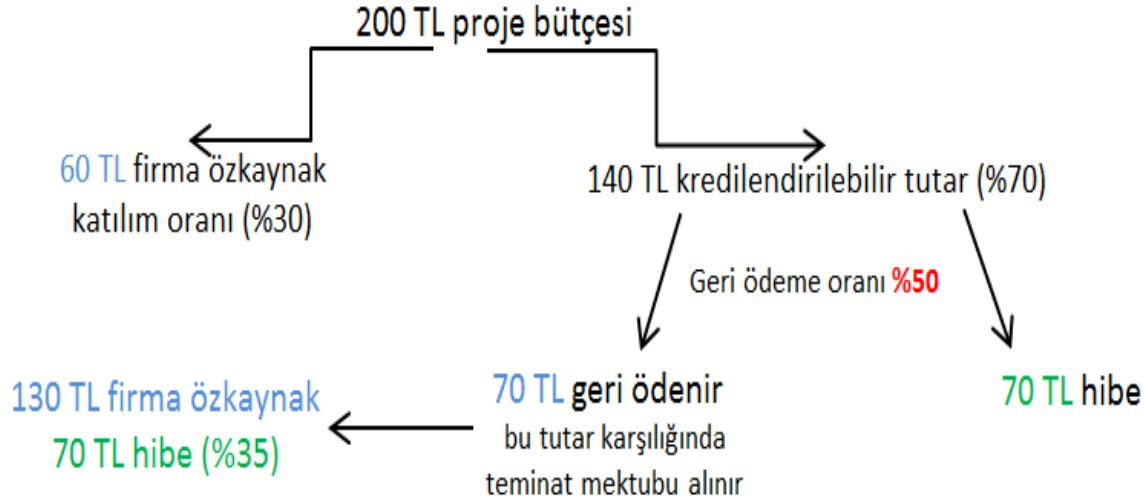 200 TL proje bütçesi
60 TL firma özkaynak
katılım oranı (%30)
140 TL kredilendirilebilir tutar (%70)
Geri ödeme oranı %50
70 TL geri ödenir
bu tutar karşılığında
teminat mektubu alınır
70 TL hibe
130 TL firma özkaynak
70 TL hibe (%35)